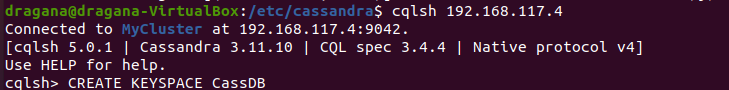 dragana@dragana-VirtualBox:/etc/cassandra$ cqlsh 192.168.117.4
Connected to MyCluster at 192.168.117.4:9042.
[cqlsh 5.0.1 | Cassandra 3.11.10 | CQL spec 3.4.4 | Native protocol v4]
Use HELP for help.
cqlsh> CREATE KEYSPACE CassDB